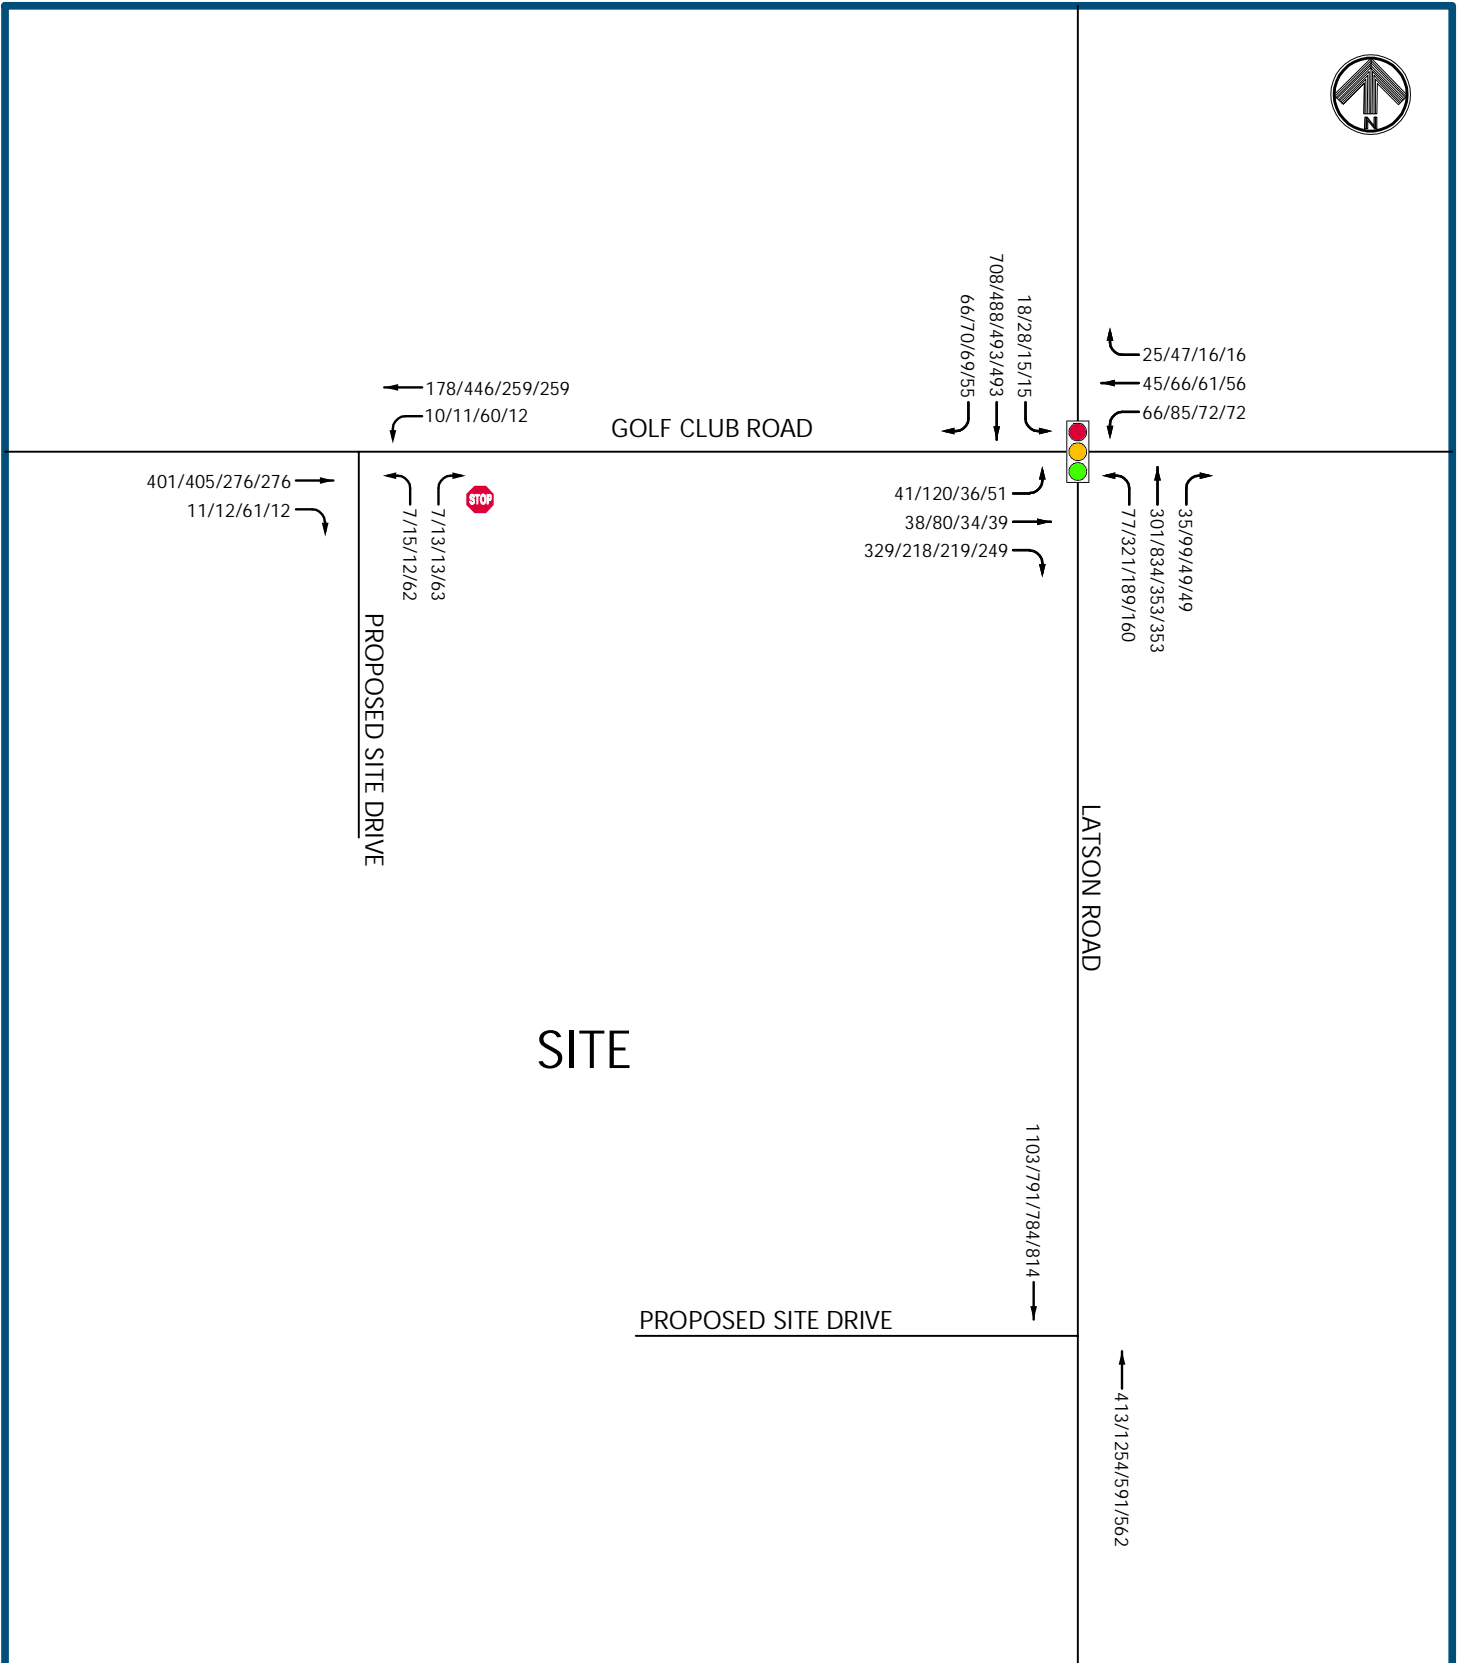 N
708/488/493/493
66/70/69/55
18/28/15/15
25/47/16/16
45/66/61/56
66/85/72/72
178/446/259/259
10/11/60/12
GOLF CLUB ROAD
401/405/276/276
11/12/61/12
7/15/12/62
7/13/13/63
STOP
41/120/36/51
38/80/34/39
329/218/219/249
77/321/189/160
301/834/353/353
35/99/49/49
PROPOSED SITE DRIVE
LATSON ROAD
SITE
1103/791/784/814
PROPOSED SITE DRIVE
413/1254/591/562